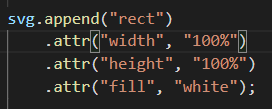 svg.append("rect")
.attr("width", "100%")
.attr("height", "100%")
.attr("fill", "white");